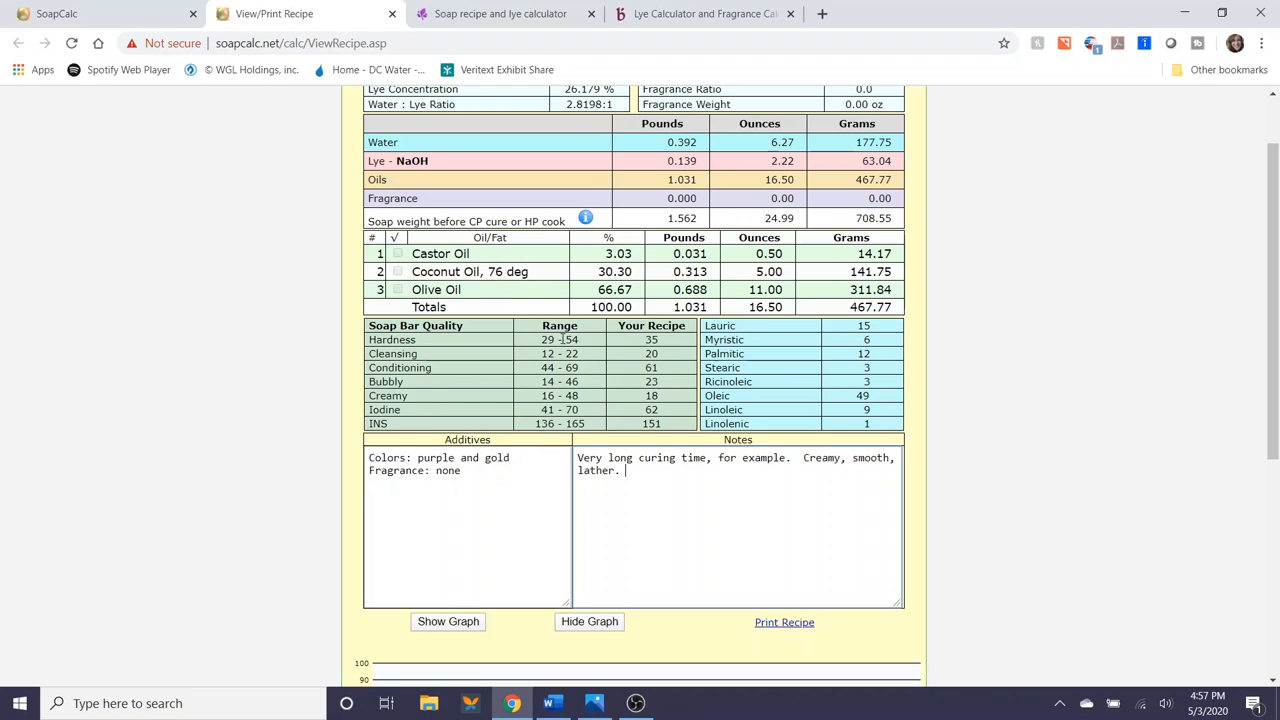 SoapCalc
View/Print Recipe
Soap recipe and lye calculator
Lye Calculator and Fragrance Cal
Not secure soapcalc.net/calc/ViewRecipe.asp
Apps Spotify Web Player © WGL Holdings, inc. Home - DC Water -... Veritext Exhibit Share Other bookmarks
Lye Concentration 26.179 % Fragrance Ratio 0.0
Water : Lye Ratio 2.8198:1 Fragrance Weight 0.00 oz
Pounds Ounces Grams
Water 0.392 6.27 177.75
Lye - NaOH 0.139 2.22 63.04
Oils 1.031 16.50 467.77
Fragrance 0.000 0.00 0.00
Soap weight before CP cure or HP cook i 1.562 24.99 708.55
# √ Oil/Fat % Pounds Ounces Grams
1 Castor Oil 3.03 0.031 0.50 14.17
2 Coconut Oil, 76 deg 30.30 0.313 5.00 141.75
3 Olive Oil 66.67 0.688 11.00 311.84
Totals 100.00 1.031 16.50 467.77
Soap Bar Quality Range Your Recipe Lauric 15
Hardness 29 - 54 35 Myristic 6
Cleansing 12 - 22 20 Palmitic 12
Conditioning 44 - 69 61 Stearic 3
Bubbly 14 - 46 23 Ricinoleic 3
Creamy 16 - 48 18 Oleic 49
Iodine 41 - 70 62 Linoleic 9
INS 136 - 165 151 Linolenic 1
Additives Notes
Colors: purple and gold
Fragrance: none
Very long curing time, for example. Creamy, smooth,
lather.
Show Graph Hide Graph Print Recipe
100
90
Type here to search
4:57 PM
5/3/2020